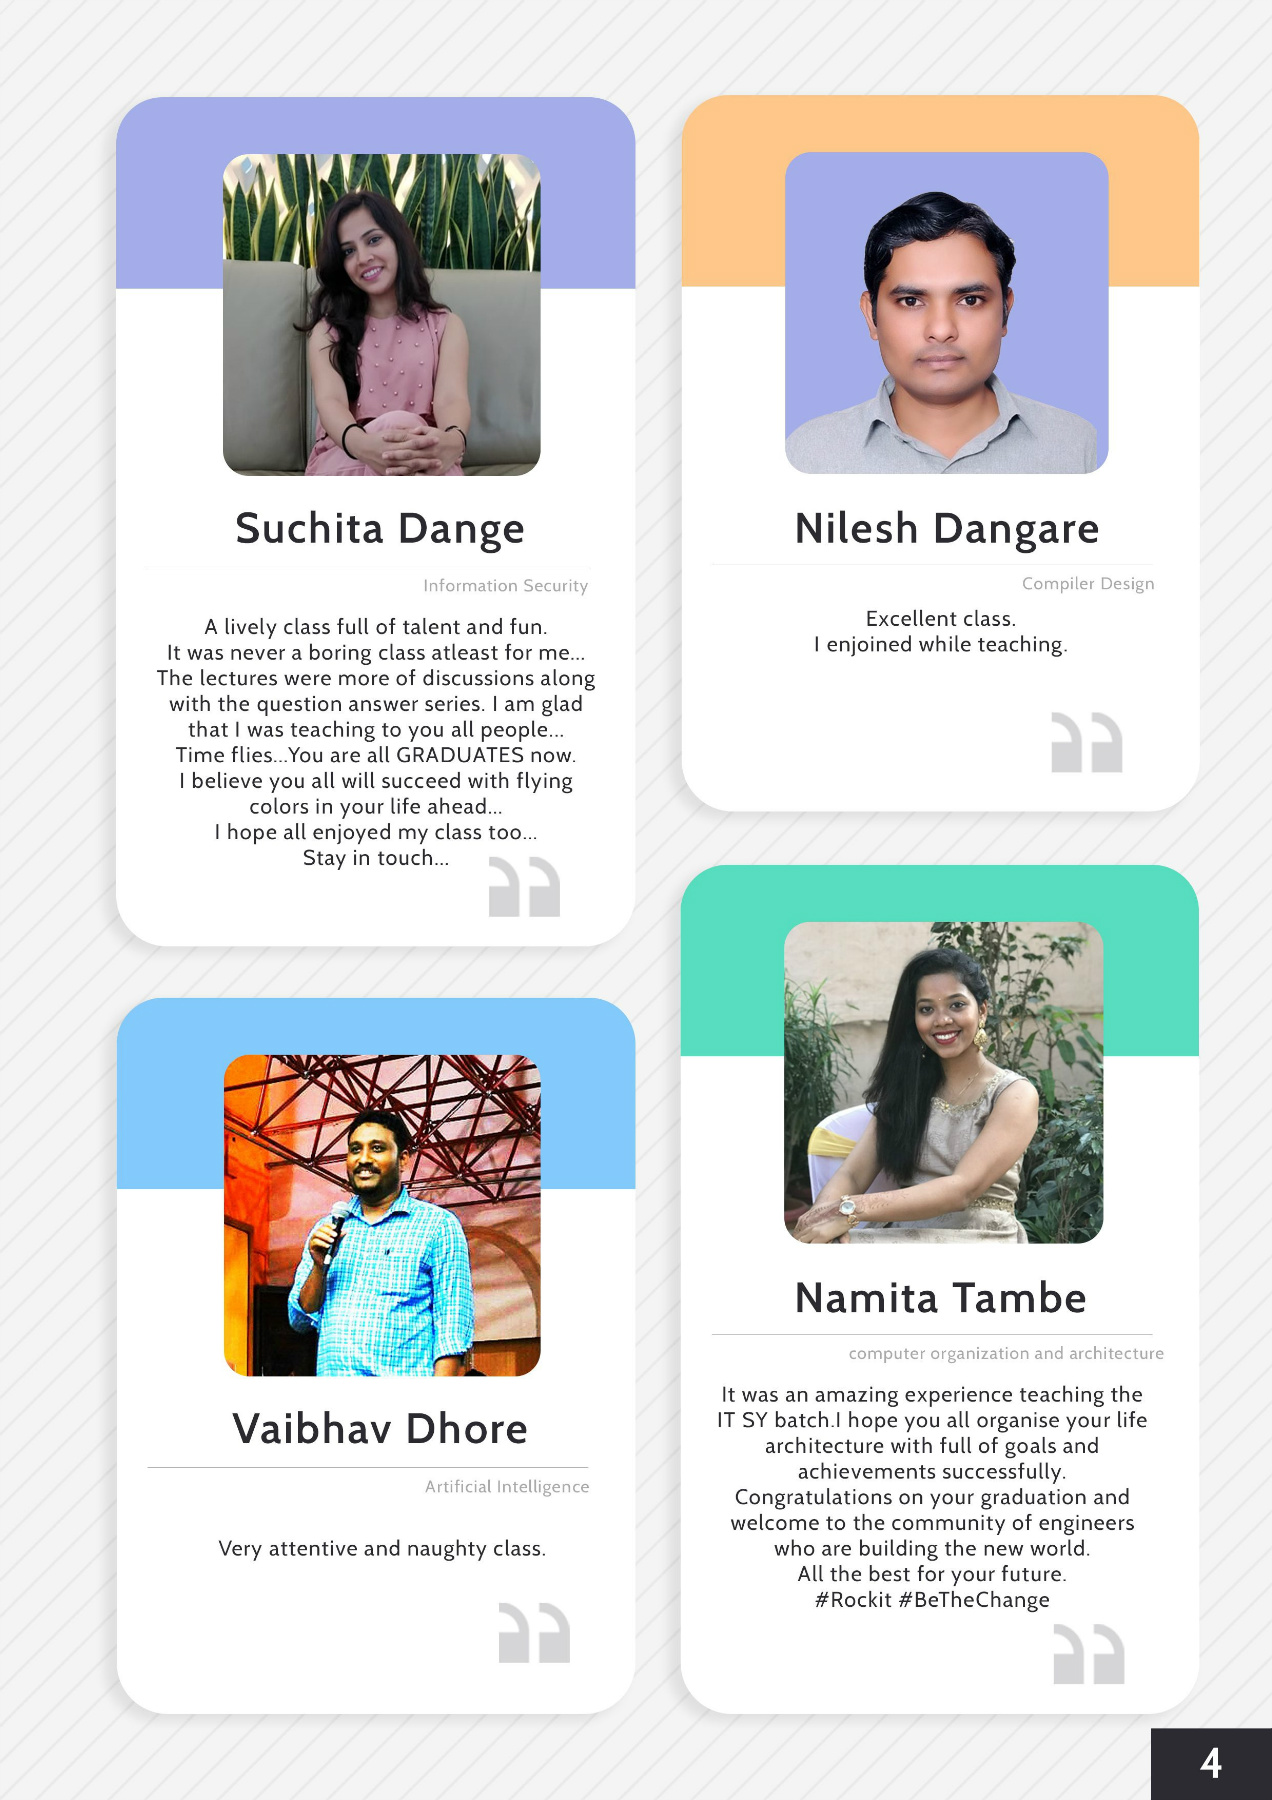 Suchita Dange
Information Security
A lively class full of talent and fun.
It was never a boring class atleast for me...
The lectures were more of discussions along
with the question answer series. I am glad
that I was teaching to you all people...
Time flies...You are all GRADUATES now.
I believe you all will succeed with flying
colors in your life ahead...
I hope all enjoyed my class too...
Stay in touch...
Nilesh Dangare
Compiler Design
Excellent class.
I enjoined while teaching.
Vaibhav Dhore
Artificial Intelligence
Very attentive and naughty class.
Namita Tambe
computer organization and architecture
It was an amazing experience teaching the
IT SY batch.I hope you all organise your life
architecture with full of goals and
achievements successfully.
Congratulations on your graduation and
welcome to the community of engineers
who are building the new world.
All the best for your future.
#Rockit #BeTheChange
4